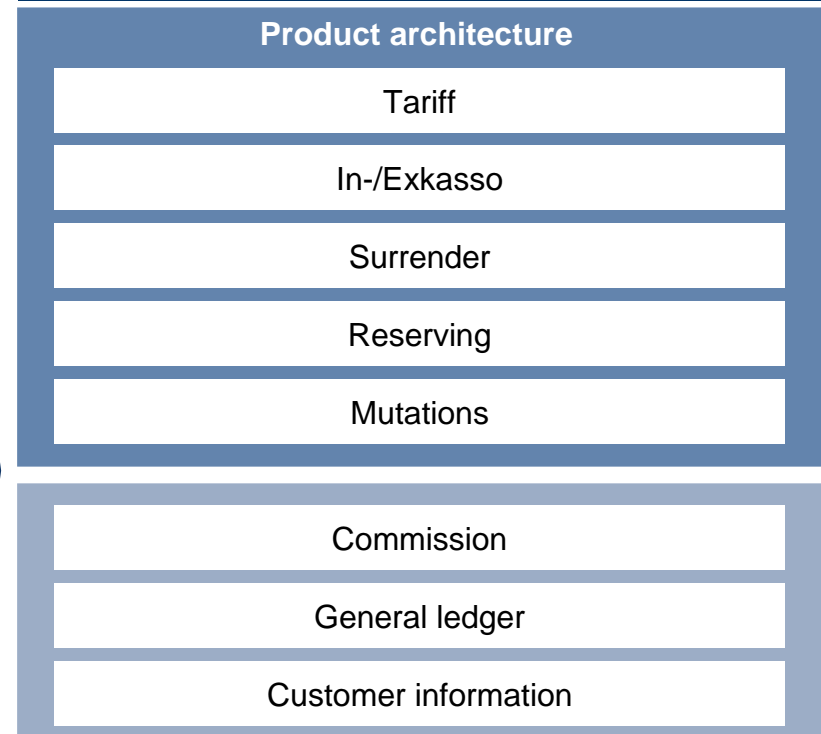 Product architecture
Tariff
In-/Exkasso
Surrender
Reserving
Mutations
Commission
General ledger
Customer information